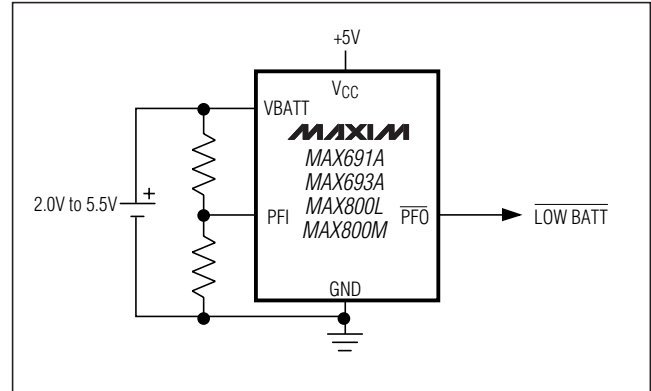 +5V
VCC
VBATT
MAXIM
MAX691A
MAX693A
MAX800L
MAX800M
2.0V to 5.5V
+
PFI
PFO
LOW BATT
GND